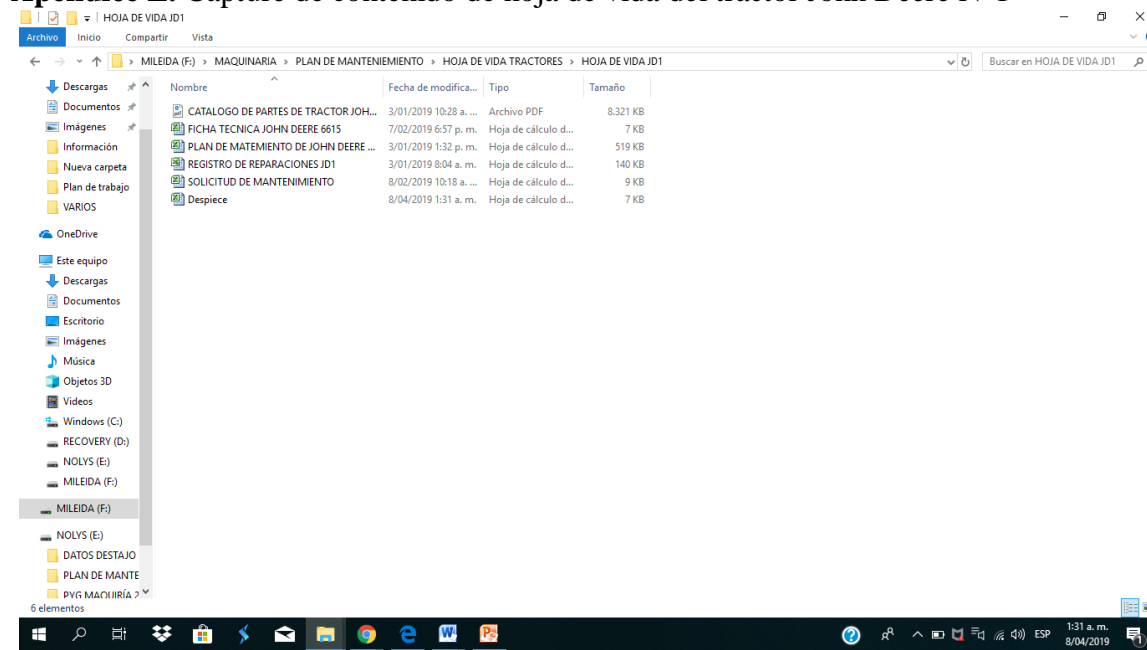 HOJA DE VIDA JD1
Archivo Inicio Compartir Vista
MILEIDA (F:) > MAQUINARIA > PLAN DE MANTENIEMIENTO > HOJA DE VIDA TRACTORES > HOJA DE VIDA JD1 Buscar en HOJA DE VIDA JD1
Nombre Fecha de modifica... Tipo Tamaño
CATALOGO DE PARTES DE TRACTOR JOH... 3/01/2019 10:28 a. ... Archivo PDF 8.321 KB
FICHA TECNICA JOHN DEERE 6615 7/02/2019 6:57 p. m. Hoja de cálculo d... 7 KB
PLAN DE MATEMIENTO DE JOHN DEERE ... 3/01/2019 1:32 p. m. Hoja de cálculo d... 519 KB
REGISTRO DE REPARACIONES JD1 3/01/2019 8:04 a. m. Hoja de cálculo d... 140 KB
SOLICITUD DE MANTENIMIENTO 8/02/2019 10:18 a. ... Hoja de cálculo d... 9 KB
Despiece 8/04/2019 1:31 a. m. Hoja de cálculo d... 7 KB
Descargas
Documentos
Imágenes
Información
Nueva carpeta
Plan de trabajo
VARIOS
OneDrive
Este equipo
Descargas
Documentos
Escritorio
Imágenes
Música
Objetos 3D
Videos
Windows (C:)
RECOVERY (D:)
NOLYS (E:)
MILEIDA (F:)
MILEIDA (F:)
NOLYS (E:)
DATOS DESTAJO
PLAN DE MANTE
PYG MAQUIRÍA 2
6 elementos
ESP 1:31 a. m.
8/04/2019